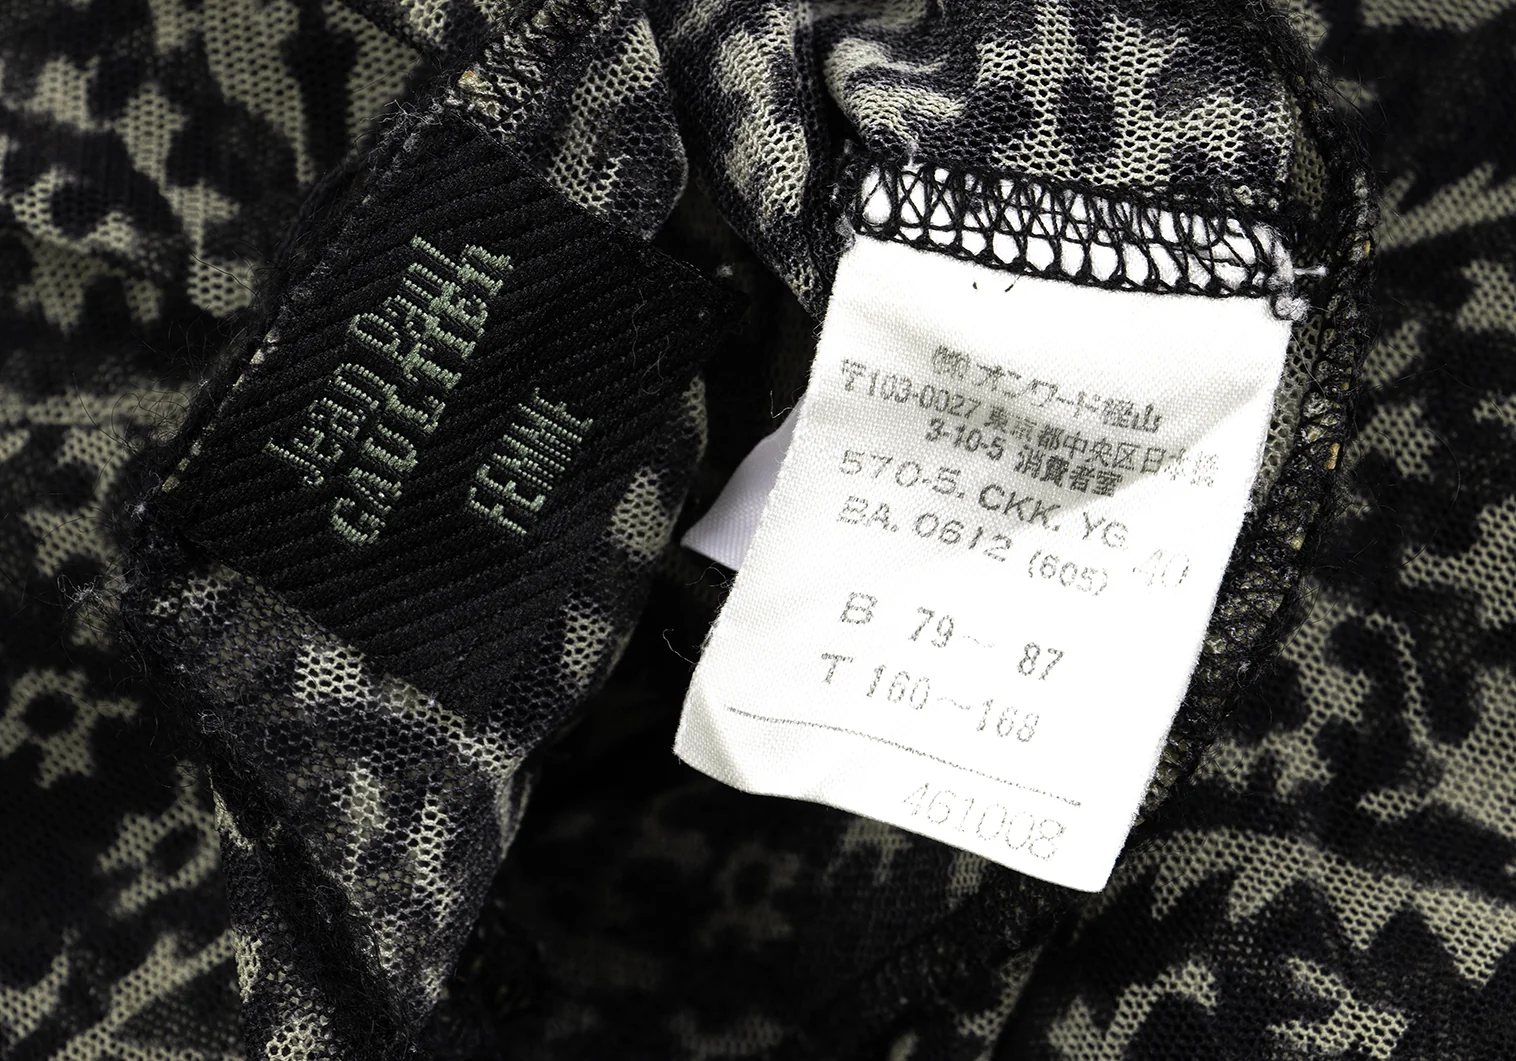 Jean Paul
GAULTIER
FEMME
㈱オンワード樫山
〒103-0027 東京都中央区日本橋
3-10-5 消費者室
570-5. CKK. YG
BA. 0612 (605) 40
B 79~ 87
T 160~168
461008